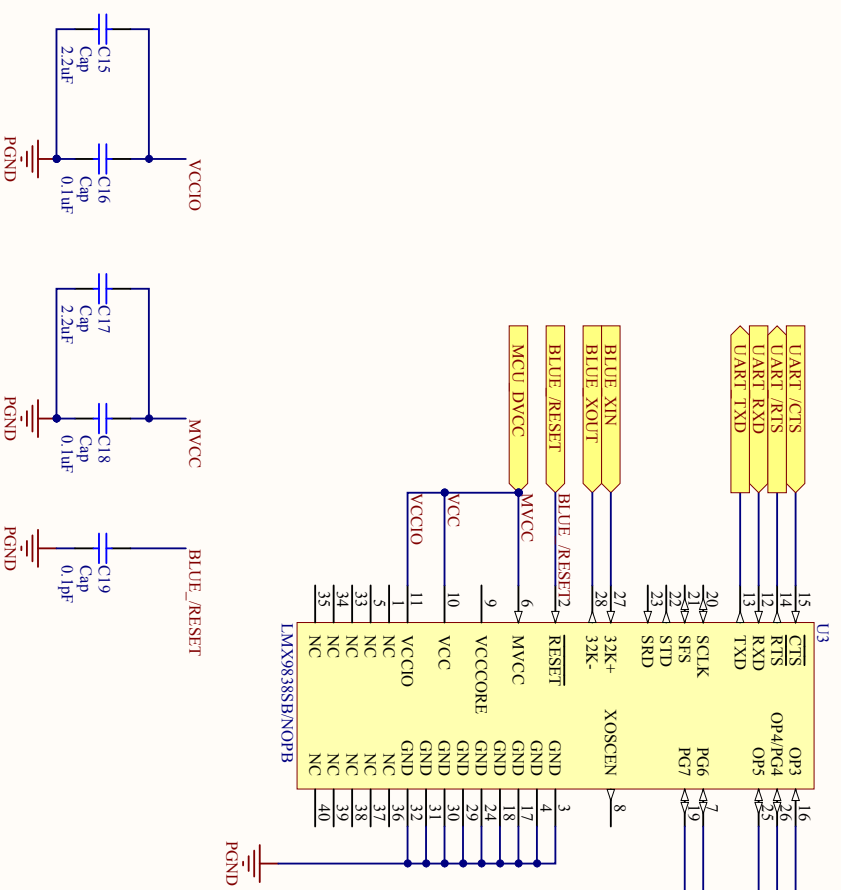 U3
UART /CTS 15 CTS OP3 16
UART /RTS 14 RTS OP4/PG4 26
UART RXD 12 RXD OP5 25
UART TXD 13 TXD
20 SCLK PG6 7
21 SFS PG7 19
22 STD
23 SRD
BLUE XIN 27 32K+ XOSCEN 8
BLUE XOUT 28 32K-
BLUE /RESET BLUE /RESET 2 RESET GND 3
GND 4
MCU DVCC MVCC 6 MVCC GND 17
GND 18
9 VCCCORE GND 24
GND 29
VCC 10 VCC GND 30
GND 31
VCCIO 11 VCCIO GND 32
1 NC NC 36
5 NC NC 37
33 NC NC 38
34 NC NC 39
35 NC NC 40
LMX9838SB/NOPB
PGND
VCCIO
C15
Cap
2.2uF
C16
Cap
0.1uF
PGND
MVCC
C17
Cap
2.2uF
C18
Cap
0.1uF
PGND
BLUE_/RESET
C19
Cap
0.1pF
PGND